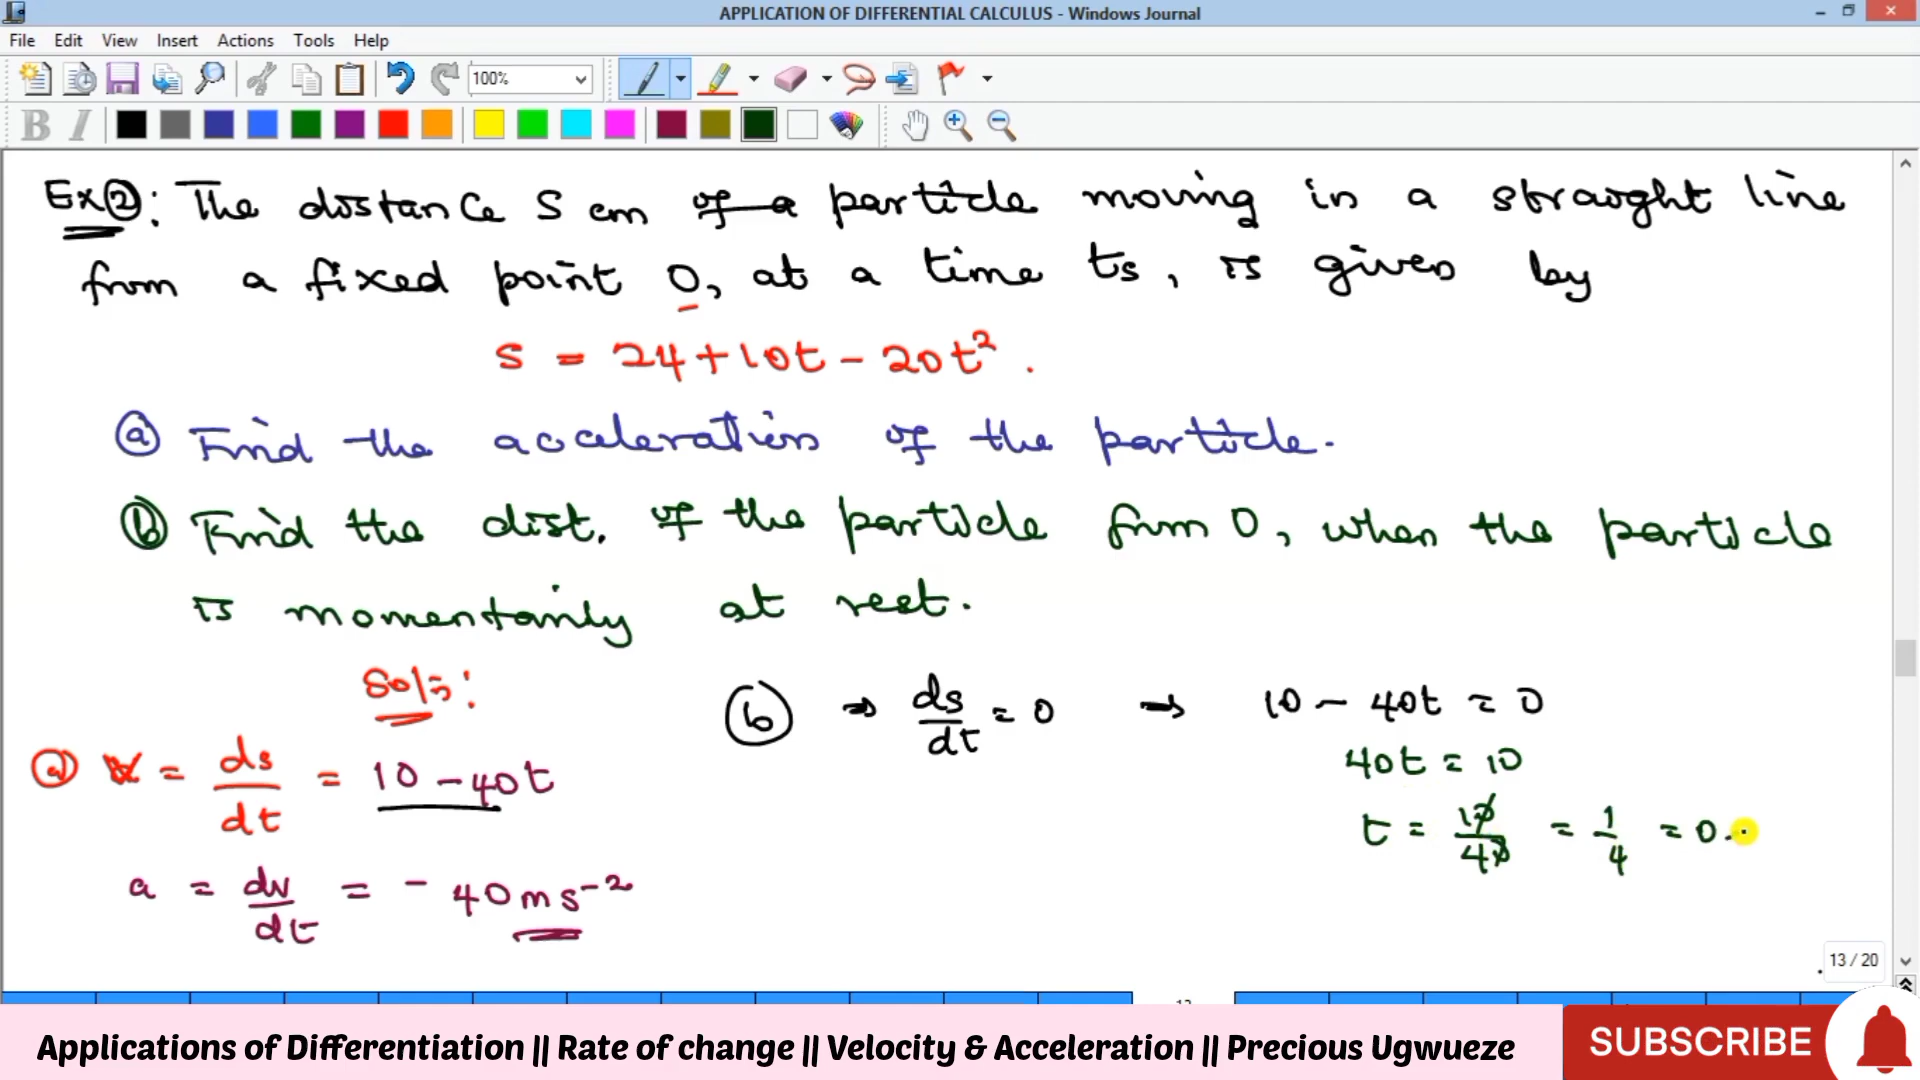 APPLICATION OF DIFFERENTIAL CALCULUS - Windows Journal
File Edit View Insert Actions Tools Help
100%
B I
Ex②: The distance S cm of a particle moving in a straight line
from a fixed point O, at a time ts, is given by
s = 24 + 10t - 20t².
ⓐ Find the acceleration of the particle.
ⓑ Find the dist. of the particle from O, when the particle
is momentarily at rest.
Soln:
ⓐ v = ds/dt = 10 - 40t
a = dv/dt = - 40ms⁻²
ⓑ ⇒ ds/dt = 0 ⇒ 10 - 40t = 0
40t = 10
t = 10/40 = 1/4 = 0.
13 / 20
Applications of Differentiation || Rate of change || Velocity & Acceleration || Precious Ugwueze
SUBSCRIBE